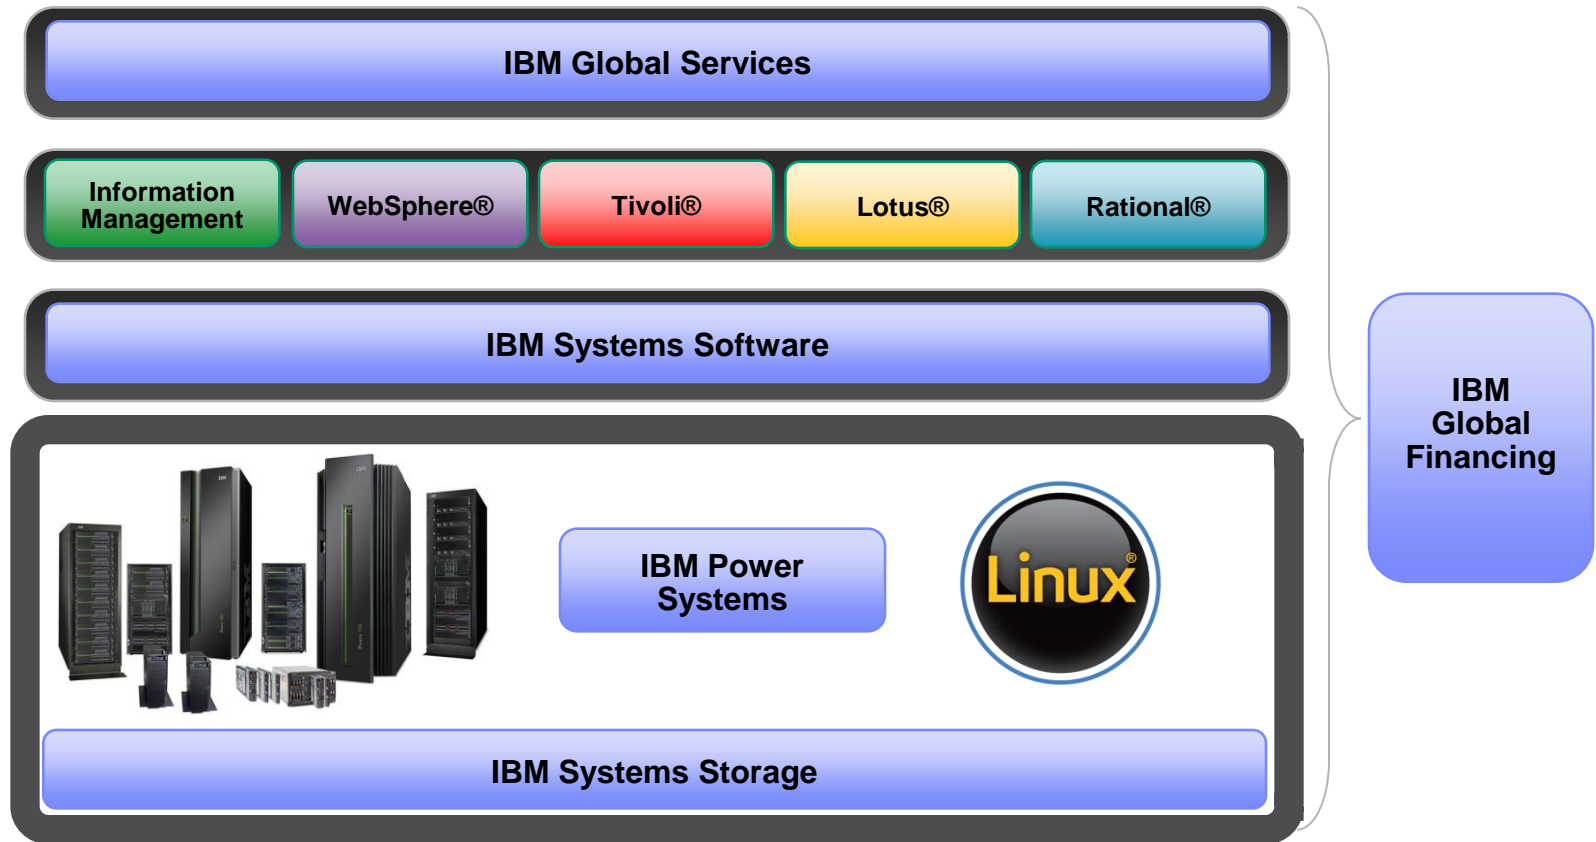 IBM Global Services
Information
Management
WebSphere®
Tivoli®
Lotus®
Rational®
IBM Systems Software
IBM
Global
Financing
IBM Power
Systems
Linux®
IBM Systems Storage